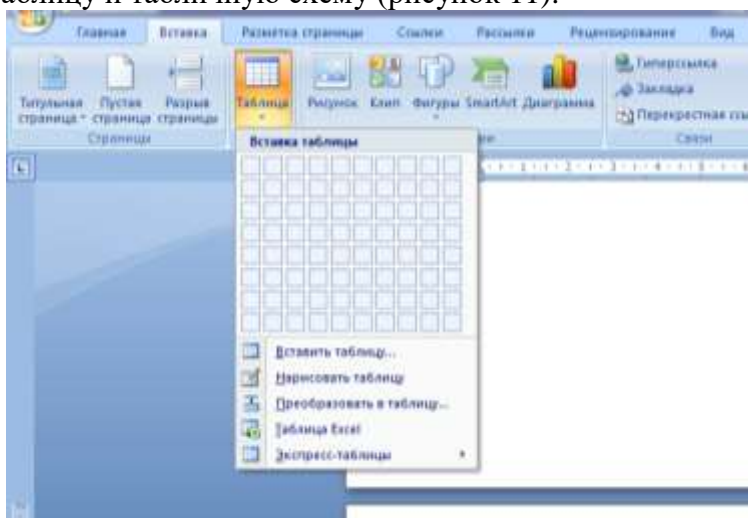 таблицу и табличную схему (рисунок 11).
Главная Вставка Разметка страницы Ссылки Рассылки Рецензирование Вид
Титульная страница Пустая страница Разрыв страницы Таблица Рисунок Клип Фигуры SmartArt Диаграмма Гиперссылка
Закладка
Перекрестная
Страницы Связи
Вставка таблицы
Вставить таблицу...
Нарисовать таблицу
Преобразовать в таблицу...
Таблица Excel
Экспресс-таблицы